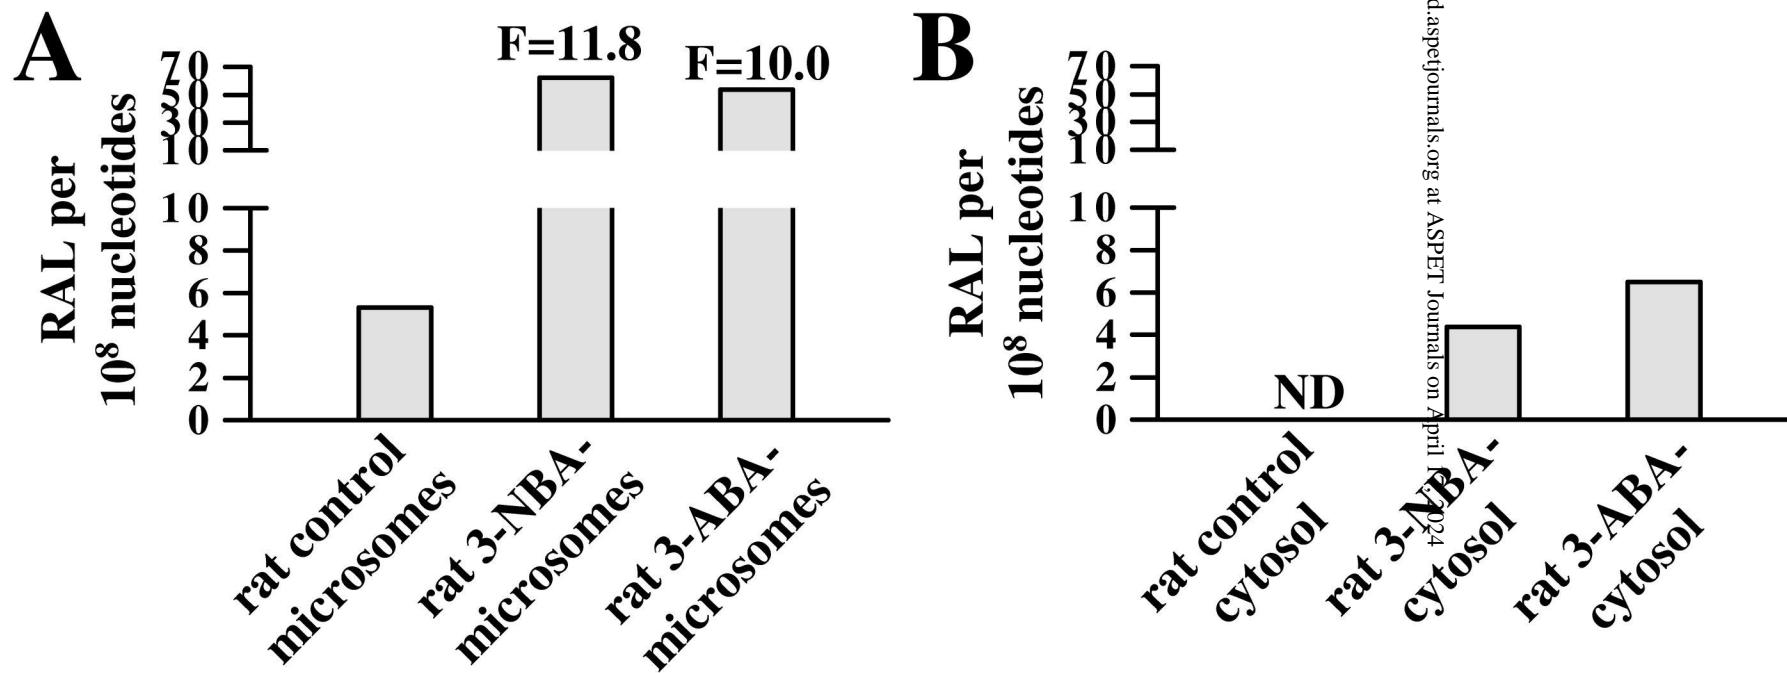 A
RAL per
10⁸ nucleotides
70
50
30
10
10
8
6
4
2
0
F=11.8
F=10.0
rat control
microsomes
rat 3-NBA-
microsomes
rat 3-ABA-
microsomes
B
RAL per
10⁸ nucleotides
70
50
30
10
10
8
6
4
2
0
ND
rat control
cytosol
rat 3-NBA-
cytosol
rat 3-ABA-
cytosol
d.aspetjournals.org at ASPET Journals on April 2024